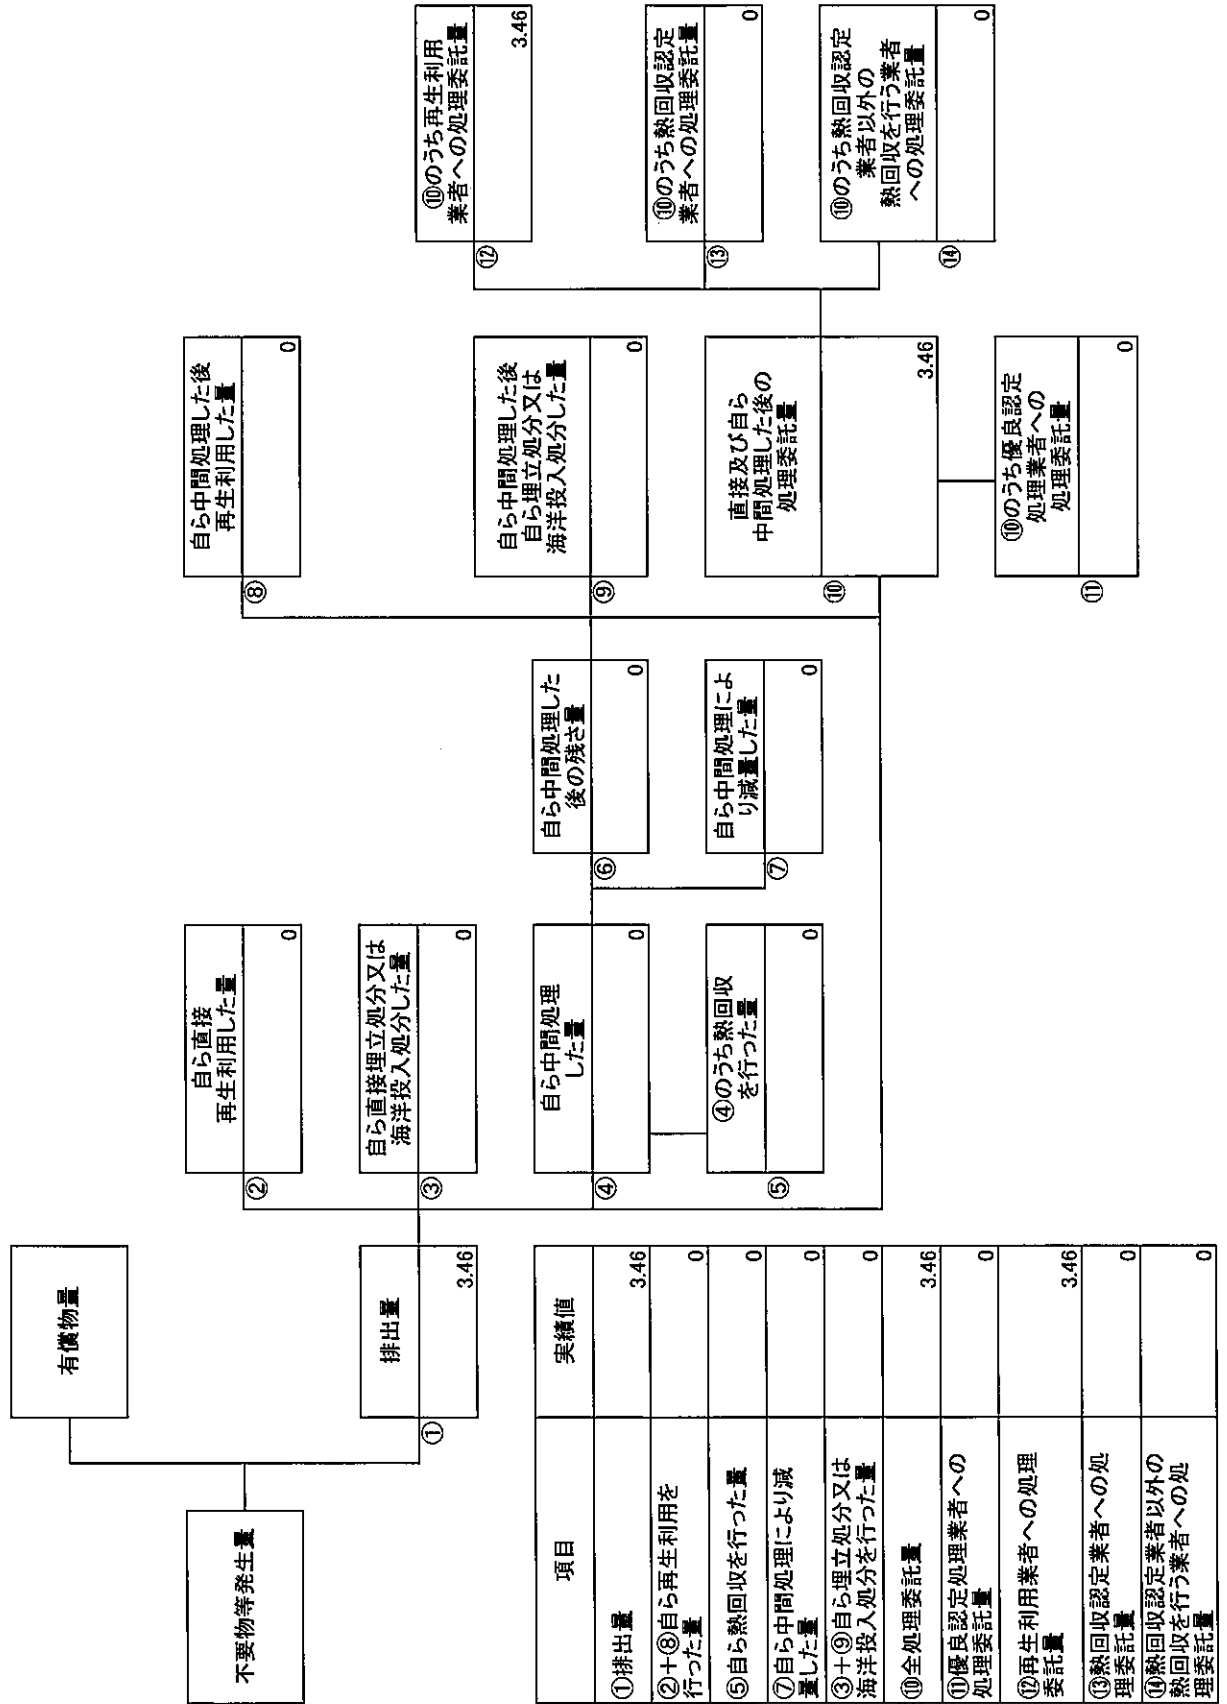 不要物等発生量
有償物量
①
排出量
3.46
②
自ら直接
再生利用した量
0
③
自ら直接埋立処分又は
海洋投入処分した量
0
④
自ら中間処理
した量
0
⑤
④のうち熱回収
を行った量
0
⑥
自ら中間処理した
後の残さ量
0
⑦
自ら中間処理によ
り減量した量
0
⑧
自ら中間処理した後
再生利用した量
0
⑨
自ら中間処理した後
自ら埋立処分又は
海洋投入処分した量
0
⑩
直接及び自ら
中間処理した後の
処理委託量
3.46
⑪
⑩のうち優良認定
処理業者への
処理委託量
0
⑫
⑩のうち再生利用
業者への処理委託量
3.46
⑬
⑩のうち熱回収認定
業者への処理委託量
0
⑭
⑩のうち熱回収認定
業者以外の
熱回収を行う業者
への処理委託量
0
項目 実績値
①排出量 3.46
②+⑧自ら再生利用を
行った量 0
⑤自ら熱回収を行った量 0
⑦自ら中間処理により減
量した量 0
③+⑨自ら埋立処分又は
海洋投入処分を行った量 0
⑩全処理委託量 3.46
⑪優良認定処理業者への
処理委託量 0
⑫再生利用業者への処理
委託量 3.46
⑬熱回収認定業者への処
理委託量 0
⑭熱回収認定業者以外の
熱回収を行う業者への処
理委託量 0